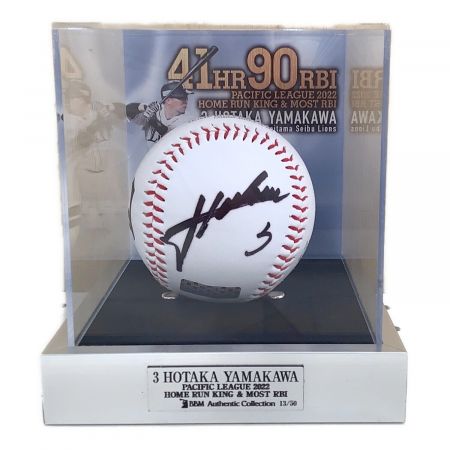 41HR 90RBI
PACIFIC LEAGUE 2022
HOME RUN KING & MOST RBI
3 HOTAKA YAMAKAWA
Saitama Seibu Lions
3
3 HOTAKA YAMAKAWA
PACIFIC LEAGUE 2022
HOME RUN KING & MOST RBI
BBM Authentic Collection 13/50